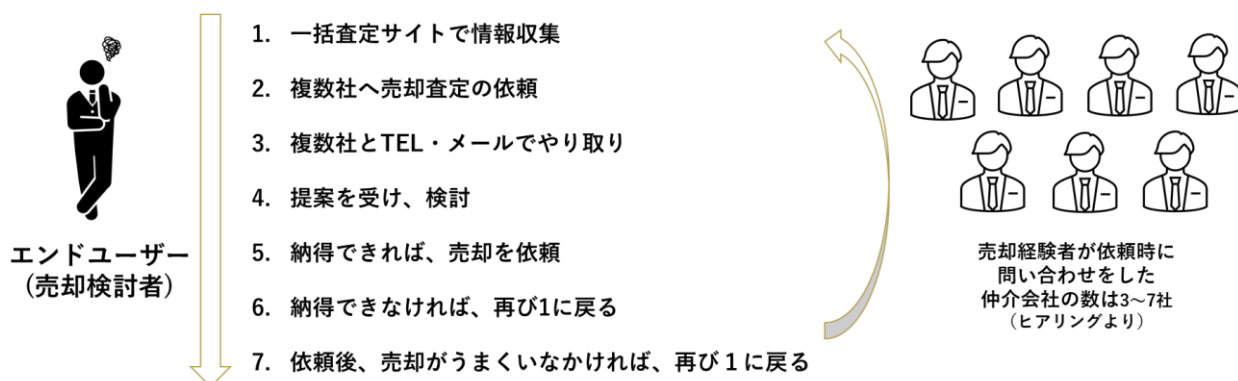 1. 一括査定サイトで情報収集
2. 複数社へ売却査定の依頼
3. 複数社とTEL・メールでやり取り
4. 提案を受け、検討
5. 納得できれば、売却を依頼
6. 納得できなければ、再び1に戻る
7. 依頼後、売却がうまくいなかければ、再び１に戻る
エンドユーザー
(売却検討者)
売却経験者が依頼時に
問い合わせをした
仲介会社の数は3〜7社
（ヒアリングより）